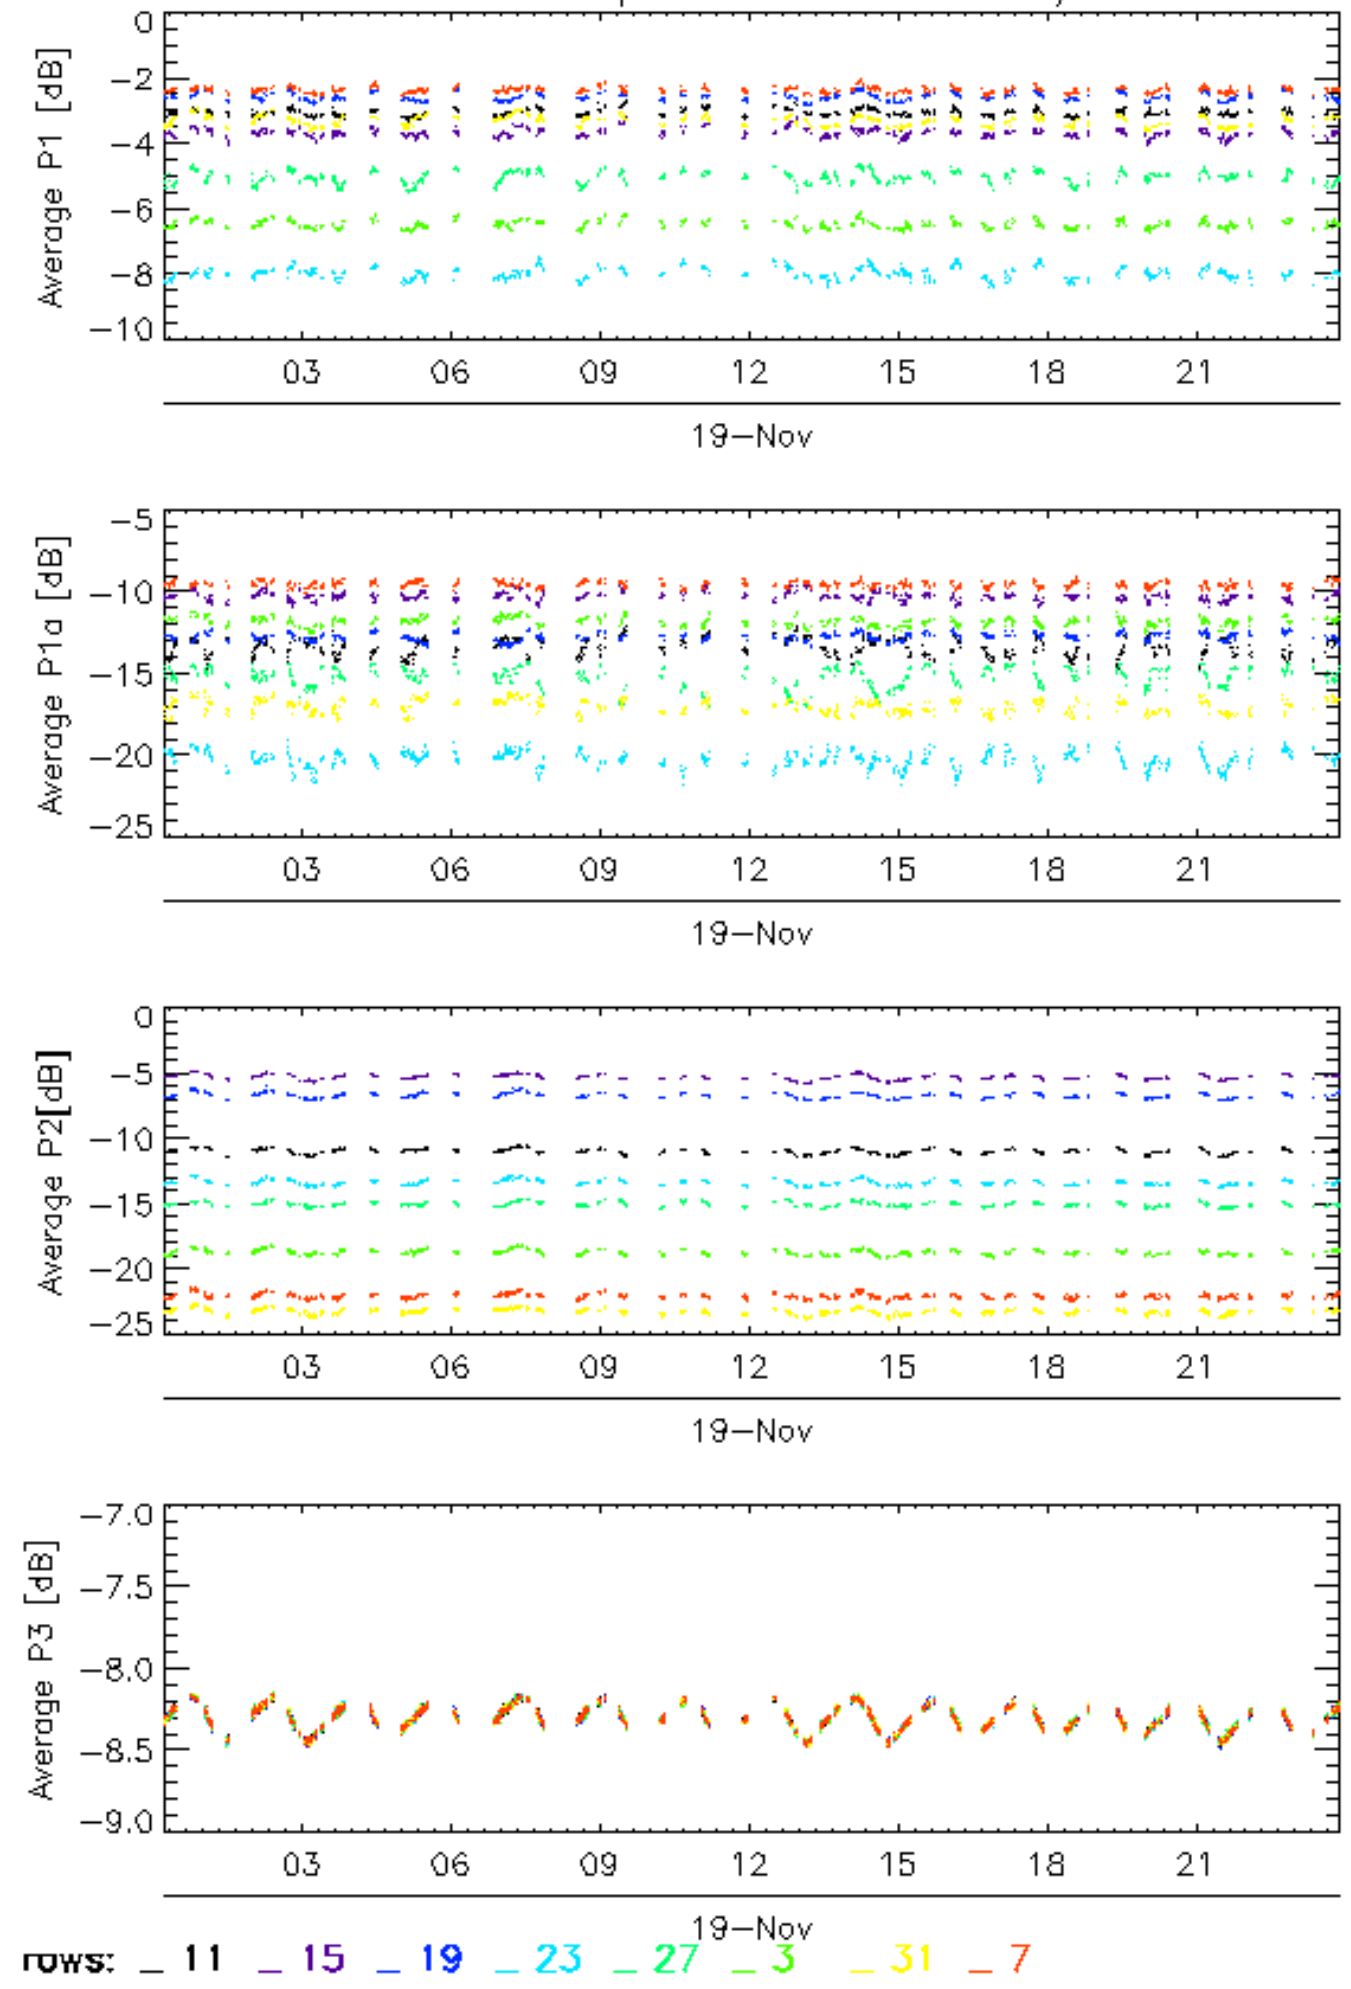 0
−2
−4
−6
−8
−10
Average P1 [dB]
03 06 09 12 15 18 21
19−Nov
−5
−10
−15
−20
−25
Average P1a [dB]
03 06 09 12 15 18 21
19−Nov
0
−5
−10
−15
−20
−25
Average P2[dB]
03 06 09 12 15 18 21
19−Nov
−7.0
−7.5
−8.0
−8.5
−9.0
Average P3 [dB]
03 06 09 12 15 18 21
19−Nov
rows: _ 11 _ 15 _ 19 _ 23 _ 27 _ 3 _ 31 _ 7